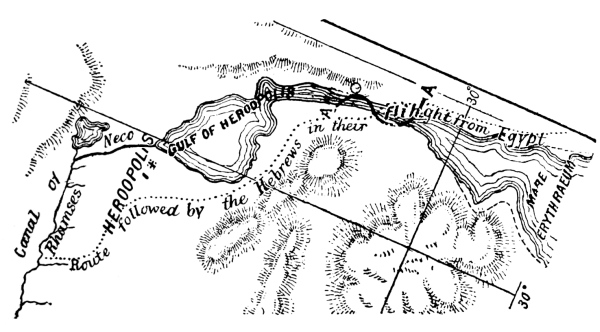 Canal of Neco
Rhamses
HEROOPOLIS
GULF OF HEROOPOLIS
Route followed by the Hebrews in their Flight from Egypt
A
A
30°
MARE ERYTHRAEUM
30°